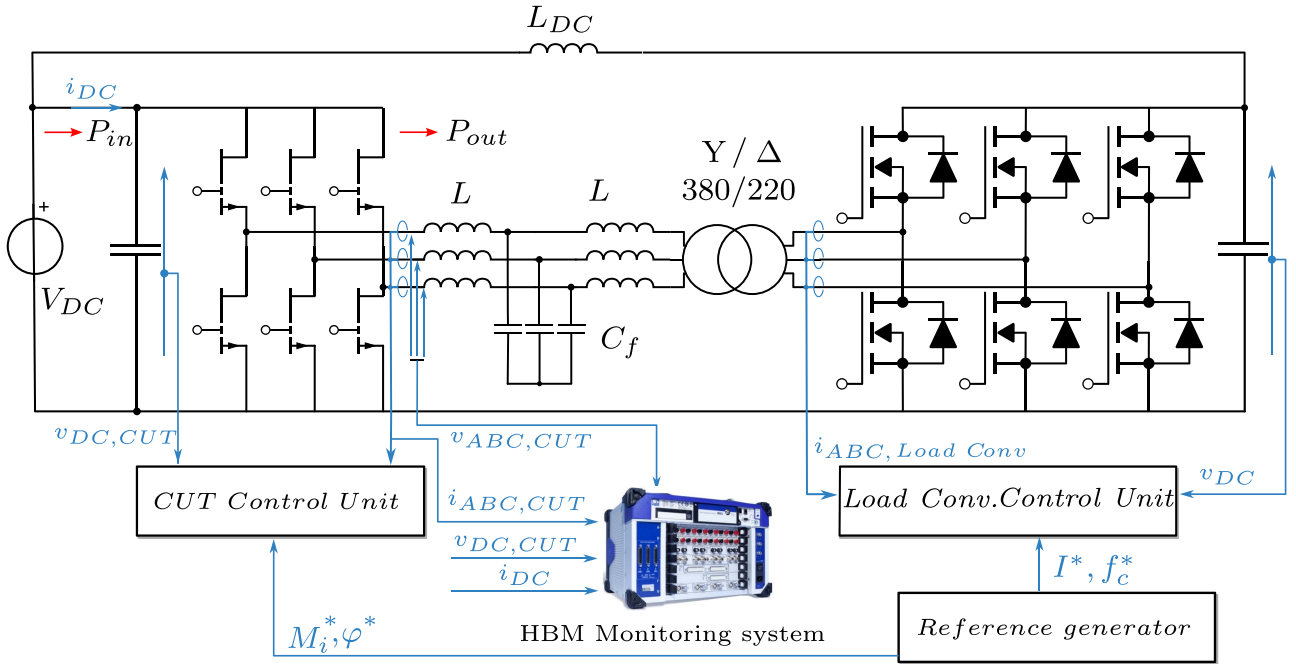 L_DC
i_DC
P_in
P_out
Y / Δ
380/220
L
L
+
V_DC
C_f
v_DC,CUT
v_ABC,CUT
i_ABC, Load Conv
v_DC
CUT Control Unit
i_ABC,CUT
Load Conv.Control Unit
v_DC,CUT
i_DC
I*, f_c*
M_i*,φ*
HBM Monitoring system
Reference generator